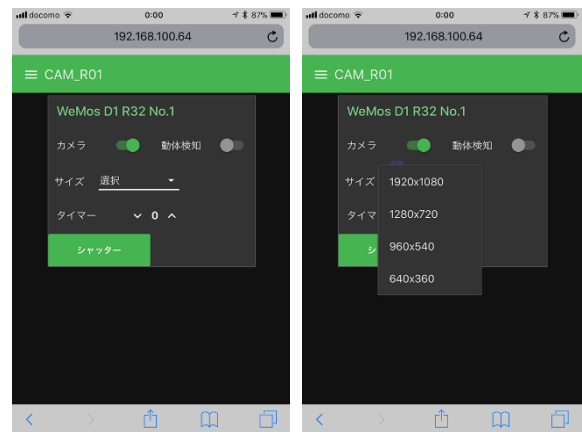 docomo 0:00 87%
192.168.100.64
CAM_R01
WeMos D1 R32 No.1
カメラ 動体検知
サイズ 選択
タイマー 0
シャッター
docomo 0:00 87%
192.168.100.64
CAM_R01
WeMos D1 R32 No.1
カメラ 動体検知
サイズ 1920x1080
1280x720
タイマ
960x540
シ
640x360